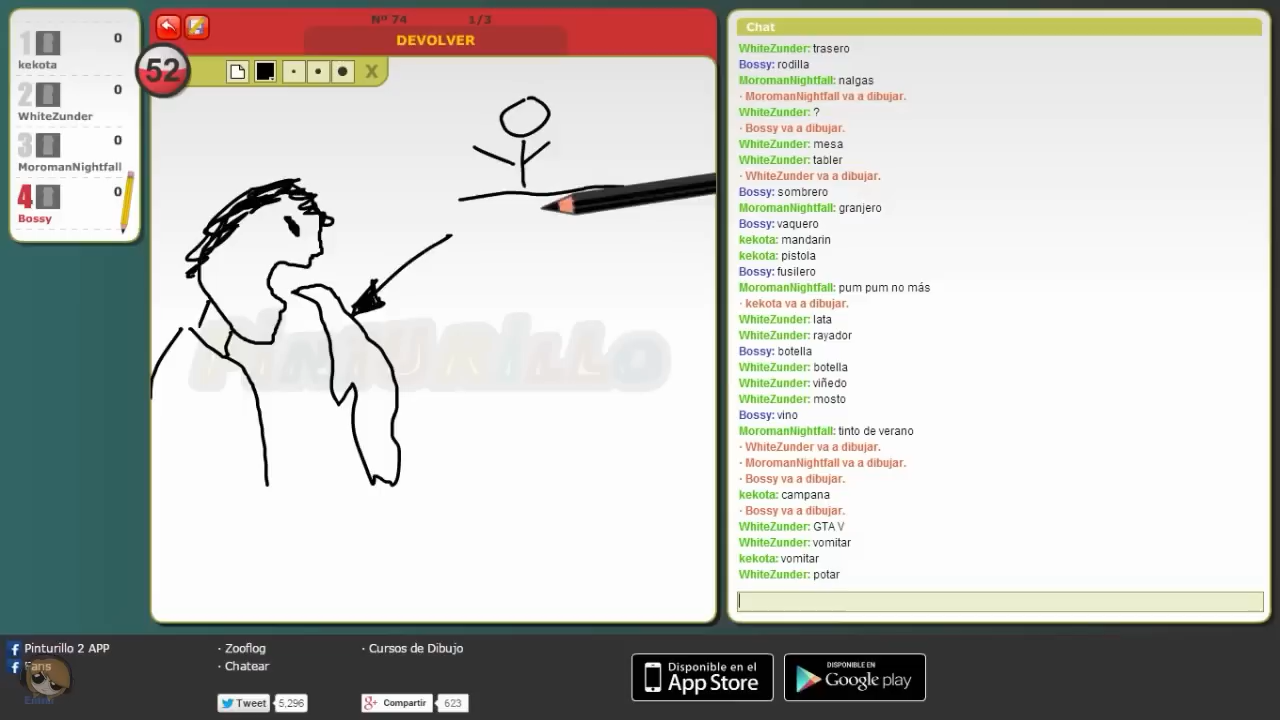 1
0
kekota
2
0
WhiteZunder
3
0
MoromanNightfall
4
0
Bossy
52
Nº 74
1/3
DEVOLVER
X
PINTURILLO
Chat
WhiteZunder: trasero
Bossy: rodilla
MoromanNightfall: nalgas
· MoromanNightfall va a dibujar.
WhiteZunder: ?
· Bossy va a dibujar.
WhiteZunder: mesa
WhiteZunder: tabler
· WhiteZunder va a dibujar.
Bossy: sombrero
MoromanNightfall: granjero
Bossy: vaquero
kekota: mandarin
kekota: pistola
Bossy: fusilero
MoromanNightfall: pum pum no más
· kekota va a dibujar.
WhiteZunder: lata
WhiteZunder: rayador
Bossy: botella
WhiteZunder: botella
WhiteZunder: viñedo
WhiteZunder: mosto
Bossy: vino
MoromanNightfall: tinto de verano
· WhiteZunder va a dibujar.
· MoromanNightfall va a dibujar.
· Bossy va a dibujar.
kekota: campana
· Bossy va a dibujar.
WhiteZunder: GTA V
WhiteZunder: vomitar
kekota: vomitar
WhiteZunder: potar
Pinturillo 2 APP
Fans
· Zooflog
· Chatear
· Cursos de Dibujo
Tweet
5,296
Compartir
623
Disponible en el
App Store
DISPONIBLE EN
Google play